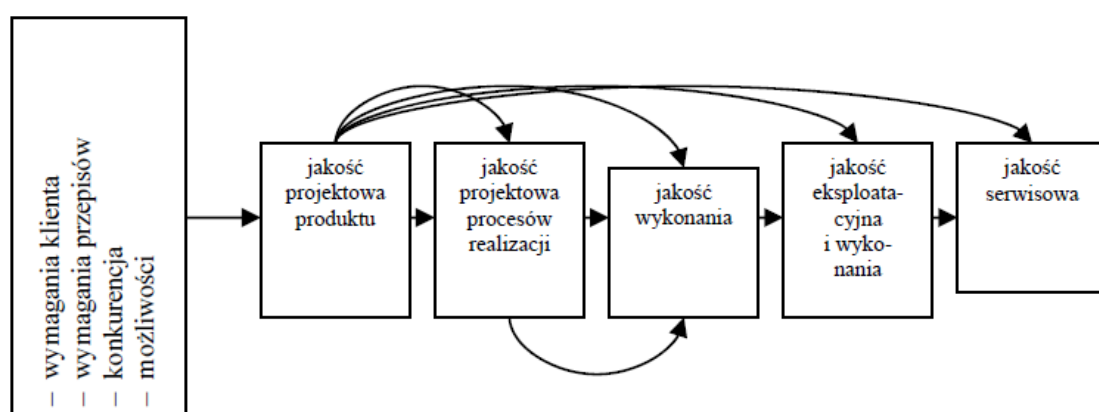 – wymagania klienta
– wymagania przepisów
– konkurencja
– możliwości
jakość
projektowa
produktu
jakość
projektowa
procesów
realizacji
jakość
wykonania
jakość
eksploata-
cyjna
i wyko-
nania
jakość
serwisowa